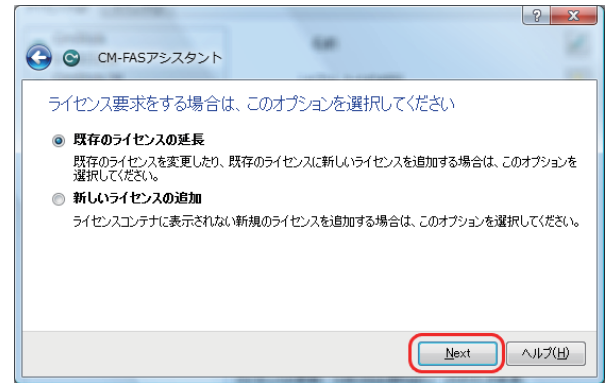 CM-FASアシスタント
ライセンス要求をする場合は、このオプションを選択してください
既存のライセンスの延長
既存のライセンスを変更したり、既存のライセンスに新しいライセンスを追加する場合は、このオプションを
選択してください。
新しいライセンスの追加
ライセンスコンテナに表示されない新規のライセンスを追加する場合は、このオプションを選択してください。
Next
ヘルプ(H)